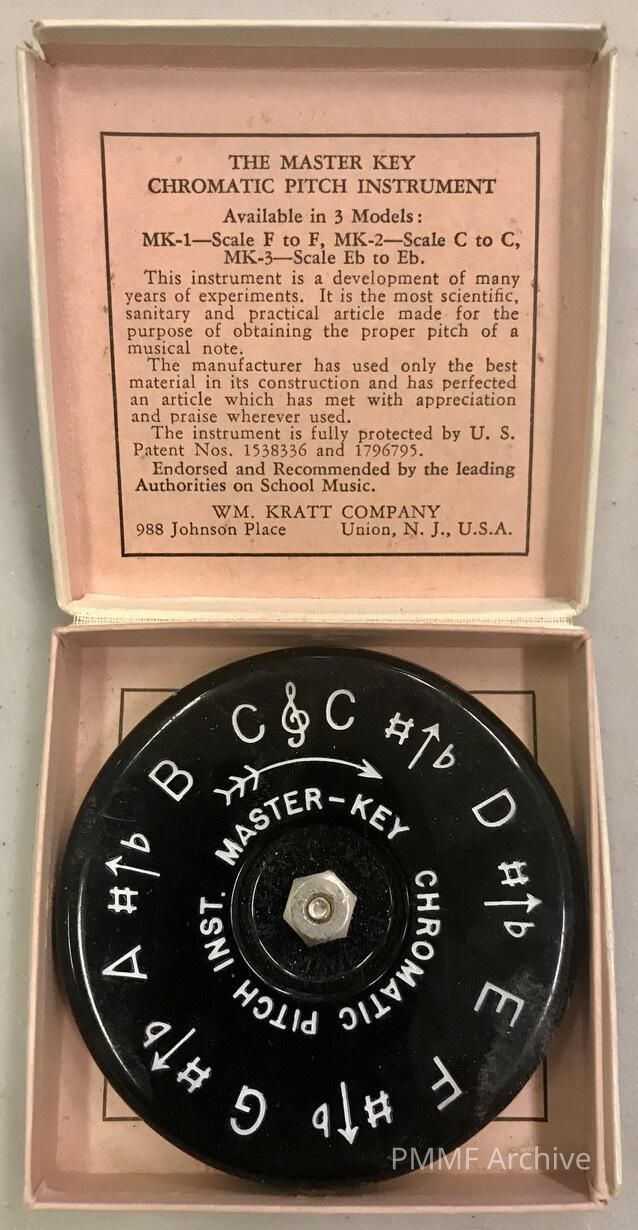 THE MASTER KEY
CHROMATIC PITCH INSTRUMENT
Available in 3 Models:
MK-1—Scale F to F, MK-2—Scale C to C,
MK-3—Scale Eb to Eb.
This instrument is a development of many
years of experiments. It is the most scientific,
sanitary and practical article made for the
purpose of obtaining the proper pitch of a
musical note.
The manufacturer has used only the best
material in its construction and has perfected
an article which has met with appreciation
and praise wherever used.
The instrument is fully protected by U. S.
Patent Nos. 1538336 and 1796795.
Endorsed and Recommended by the leading
Authorities on School Music.
WM. KRATT COMPANY
988 Johnson Place Union, N. J., U.S.A.
C 𝄞 C ♯↑♭ D ♯↑♭ E F ♯↑♭ G ♯↑♭ A ♯↑♭ B
MASTER-KEY CHROMATIC PITCH INST.
PMMF Archive